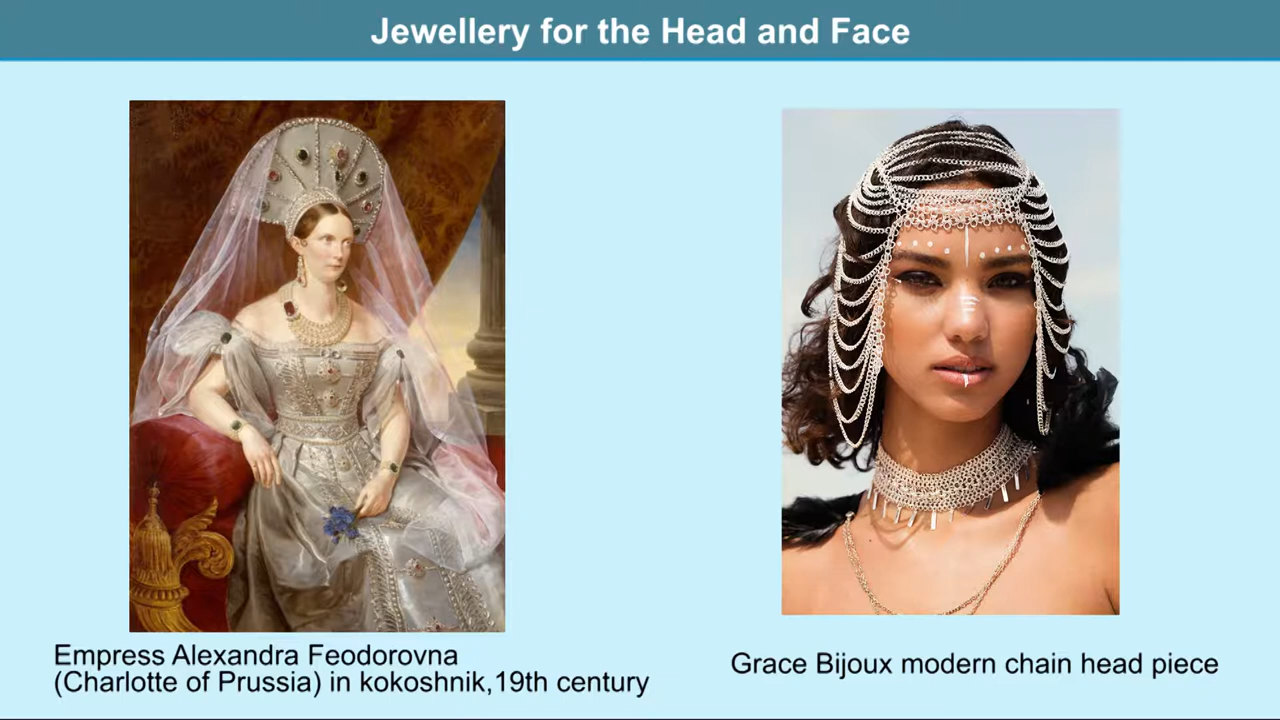 Jewellery for the Head and Face
Empress Alexandra Feodorovna
(Charlotte of Prussia) in kokoshnik,19th century
Grace Bijoux modern chain head piece